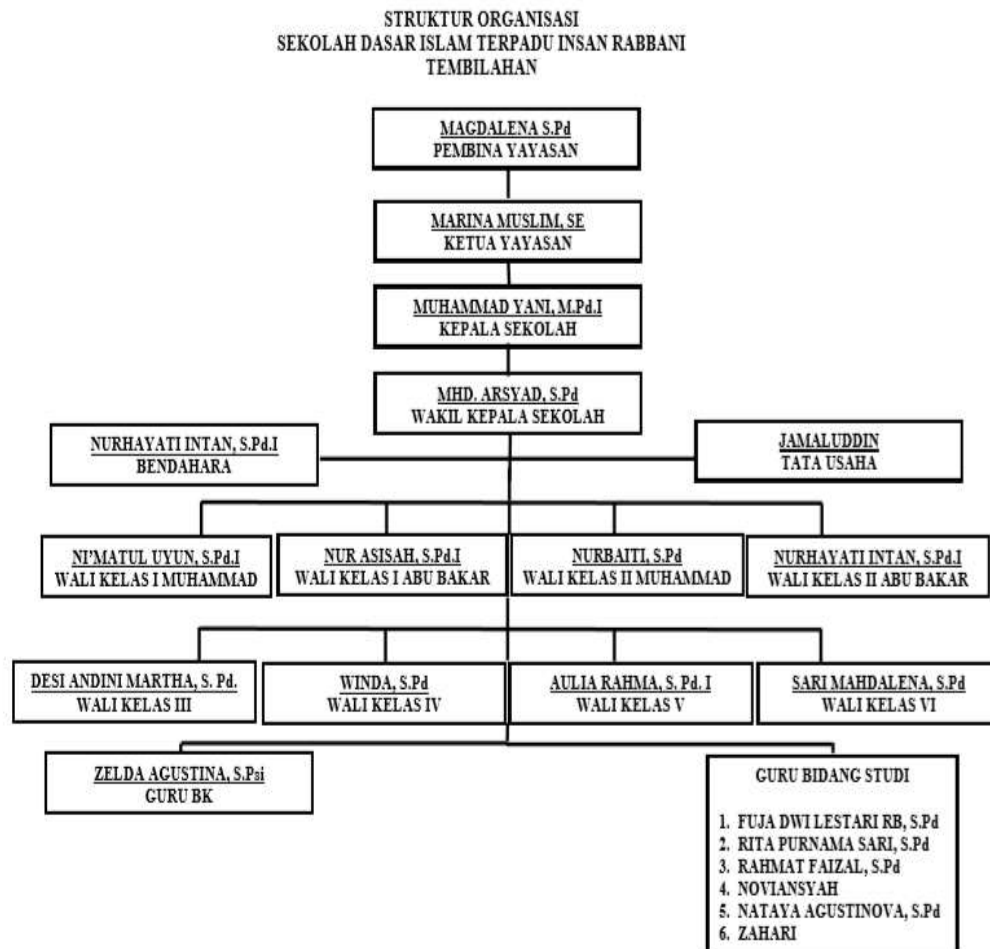 STRUKTUR ORGANISASI
SEKOLAH DASAR ISLAM TERPADU INSAN RABBANI
TEMBILAHAN
MAGDALENA S.Pd
PEMBINA YAYASAN
MARINA MUSLIM, SE
KETUA YAYASAN
MUHAMMAD YANI, M.Pd.I
KEPALA SEKOLAH
MHD. ARSYAD, S.Pd
WAKIL KEPALA SEKOLAH
NURHAYATI INTAN, S.Pd.I
BENDAHARA
JAMALUDDIN
TATA USAHA
NI'MATUL UYUN, S.Pd.I
WALI KELAS I MUHAMMAD
NUR ASISAH, S.Pd.I
WALI KELAS I ABU BAKAR
NURBAITI, S.Pd
WALI KELAS II MUHAMMAD
NURHAYATI INTAN, S.Pd.I
WALI KELAS II ABU BAKAR
DESI ANDINI MARTHA, S. Pd.
WALI KELAS III
WINDA, S.Pd
WALI KELAS IV
AULIA RAHMA, S. Pd. I
WALI KELAS V
SARI MAHDALENA, S.Pd
WALI KELAS VI
ZELDA AGUSTINA, S.Psi
GURU BK
GURU BIDANG STUDI
1. FUJA DWI LESTARI RB, S.Pd
2. RITA PURNAMA SARI, S.Pd
3. RAHMAT FAIZAL, S.Pd
4. NOVIANSYAH
5. NATAYA AGUSTINOVA, S.Pd
6. ZAHARI